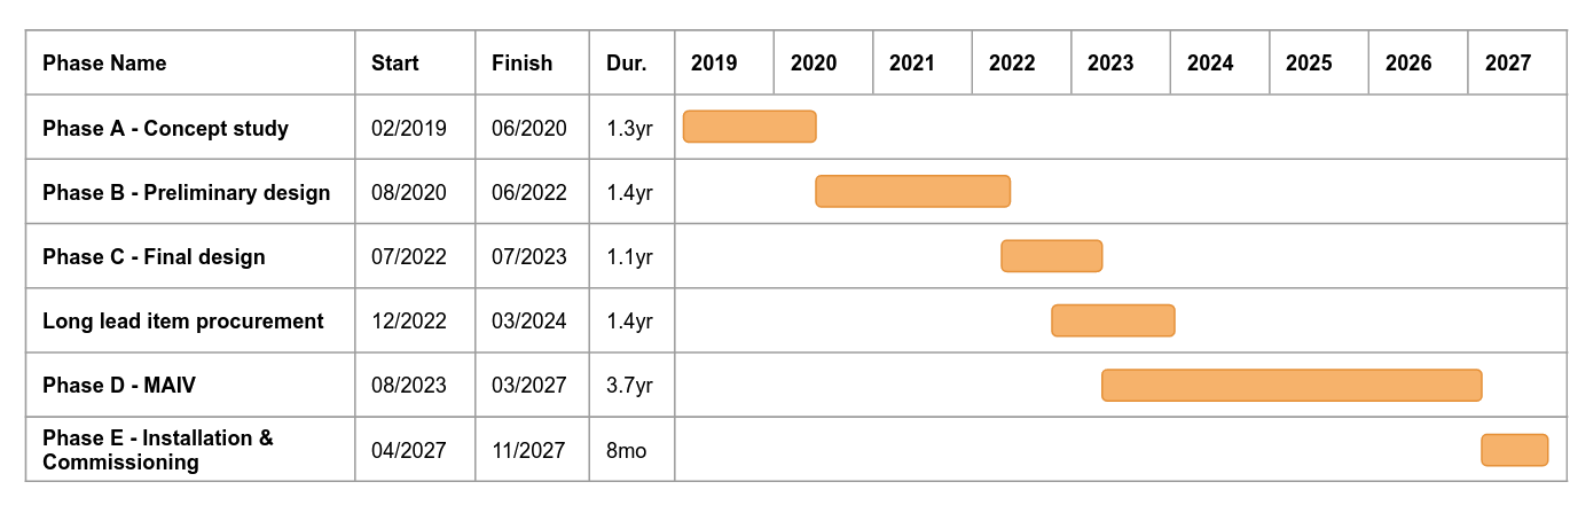 Phase Name Start Finish Dur. 2019 2020 2021 2022 2023 2024 2025 2026 2027
Phase A - Concept study 02/2019 06/2020 1.3yr
Phase B - Preliminary design 08/2020 06/2022 1.4yr
Phase C - Final design 07/2022 07/2023 1.1yr
Long lead item procurement 12/2022 03/2024 1.4yr
Phase D - MAIV 08/2023 03/2027 3.7yr
Phase E - Installation &
Commissioning 04/2027 11/2027 8mo